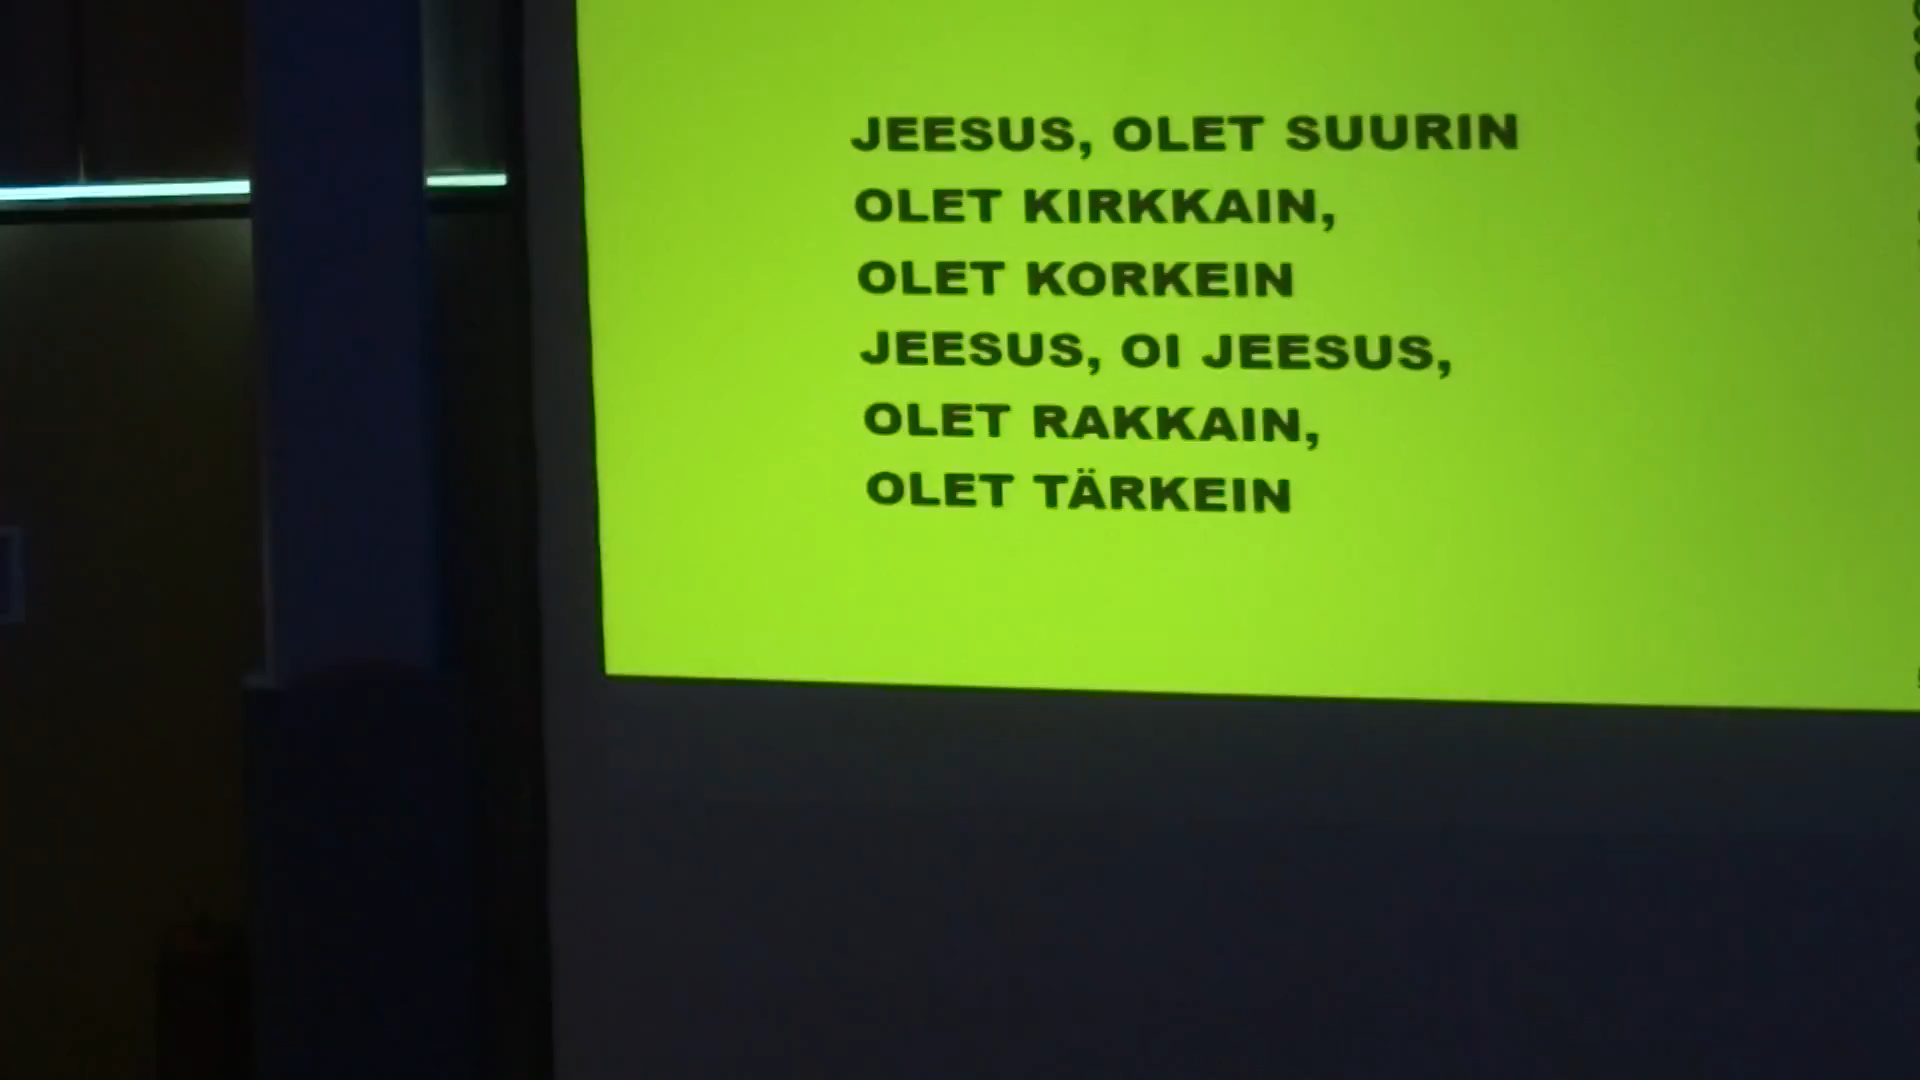 JEESUS, OLET SUURIN
OLET KIRKKAIN,
OLET KORKEIN
JEESUS, OI JEESUS,
OLET RAKKAIN,
OLET TÄRKEIN